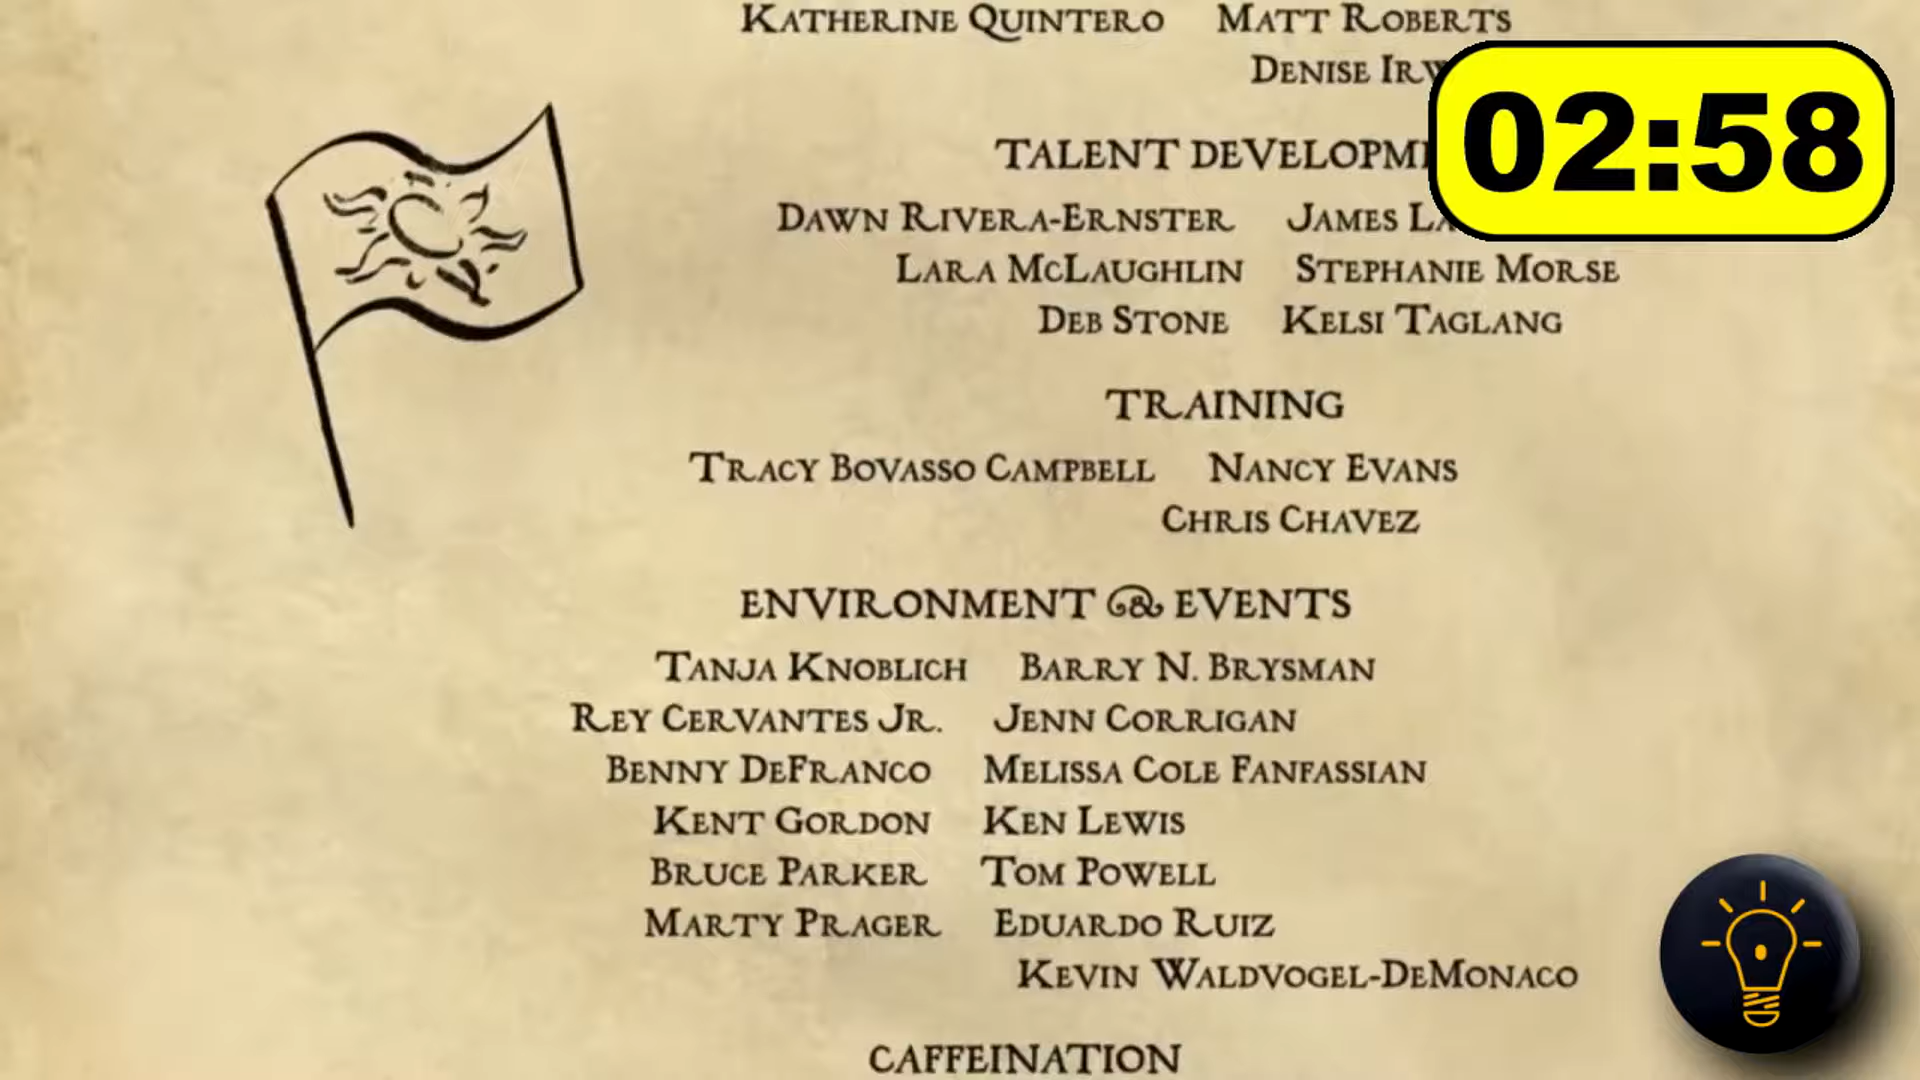 Katherine Quintero Matt Roberts
Denise
02:58
TALENT
Dawn Rivera-Ernster James
Lara McLaughlin Stephanie Morse
Deb Stone Kelsi Taglang
TRAINING
Tracy Bovasso Campbell Nancy Evans
Chris Chavez
ENVIRONMENT & EVENTS
Tanja Knoblich Barry N. Brysman
Rey Cervantes Jr. Jenn Corrigan
Benny DeFranco Melissa Cole Fanfassian
Kent Gordon Ken Lewis
Bruce Parker Tom Powell
Marty Prager Eduardo Ruiz
Kevin Waldvogel-DeMonaco
CAFFEINATION